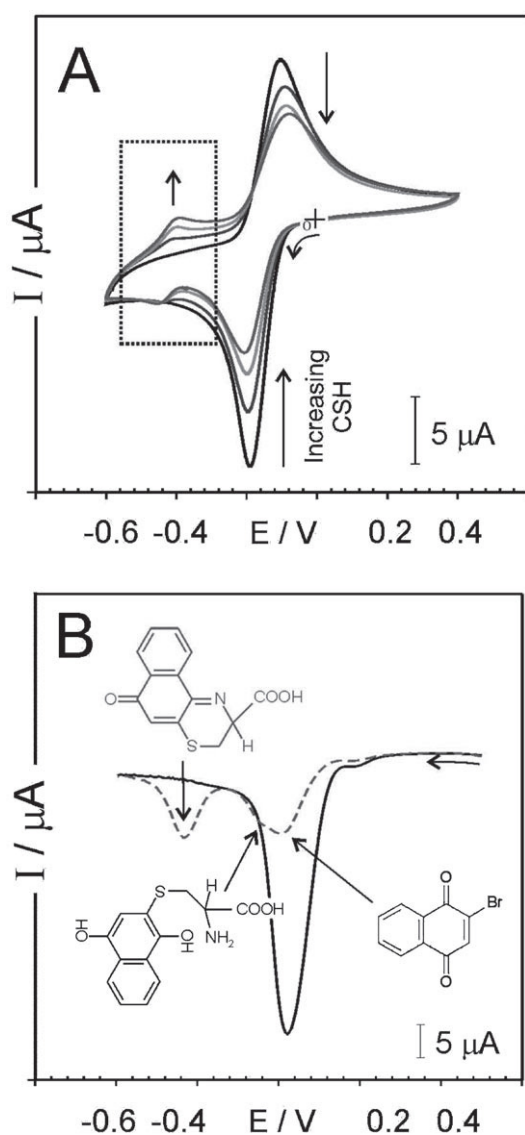 A
I / µA
δ+
Increasing
CSH
5 µA
-0.6 -0.4 E / V 0.2 0.4
B
N
COOH
O
S
H
I / µA
S
H
COOH
OH
OH
NH2
O
Br
O
5 µA
-0.6 -0.4 E / V 0.2 0.4